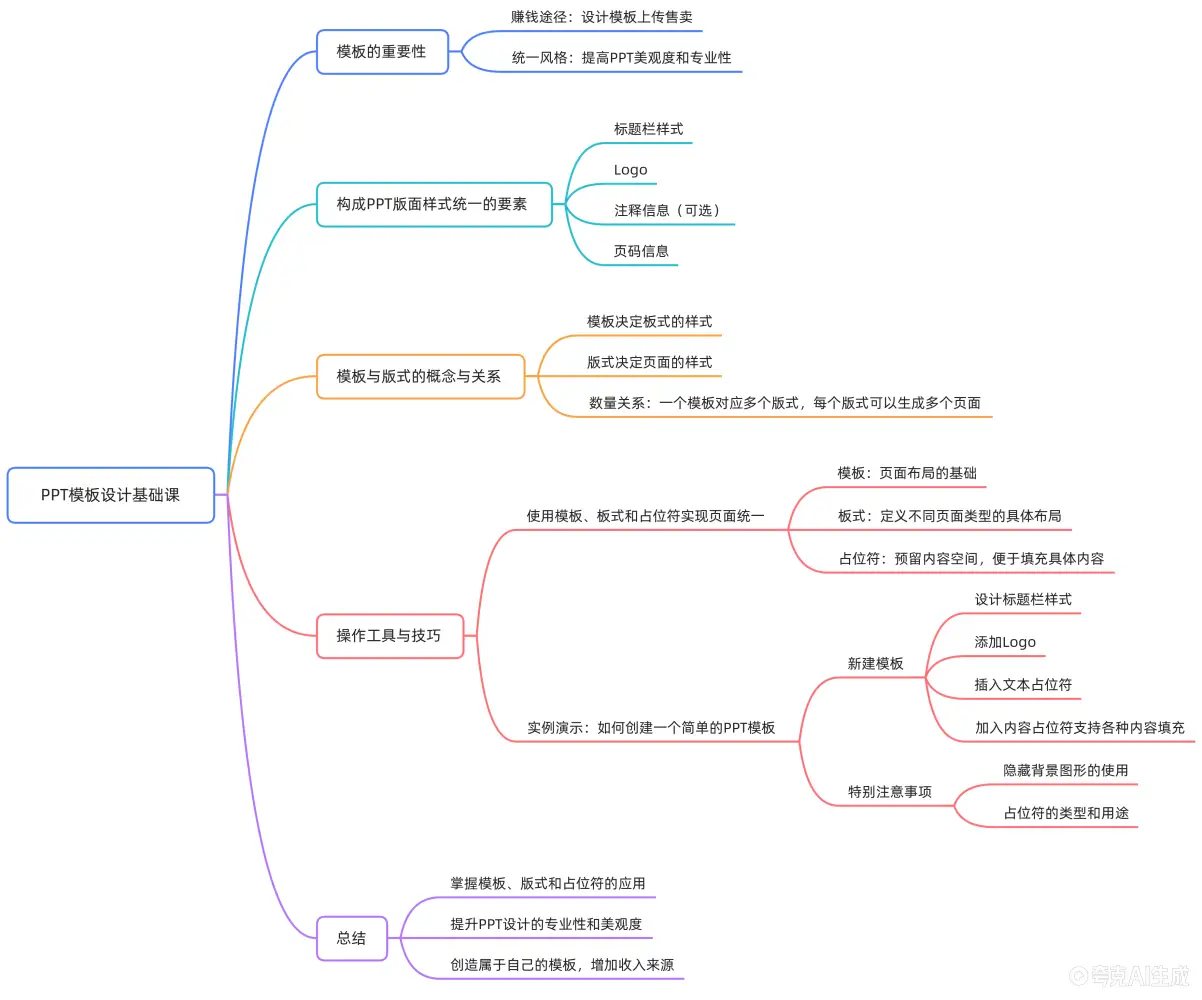 PPT模板设计基础课
模板的重要性
赚钱途径：设计模板上传售卖
统一风格：提高PPT美观度和专业性
构成PPT版面样式统一的要素
标题栏样式
Logo
注释信息（可选）
页码信息
模板与版式的概念与关系
模板决定板式的样式
版式决定页面的样式
数量关系：一个模板对应多个版式，每个版式可以生成多个页面
操作工具与技巧
使用模板、板式和占位符实现页面统一
模板：页面布局的基础
板式：定义不同页面类型的具体布局
占位符：预留内容空间，便于填充具体内容
实例演示：如何创建一个简单的PPT模板
新建模板
设计标题栏样式
添加Logo
插入文本占位符
加入内容占位符支持各种内容填充
特别注意事项
隐藏背景图形的使用
占位符的类型和用途
总结
掌握模板、版式和占位符的应用
提升PPT设计的专业性和美观度
创造属于自己的模板，增加收入来源
夸克AI生成